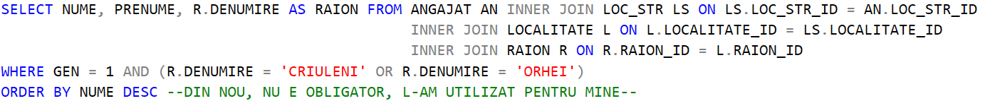 SELECT NUME, PRENUME, R.DENUMIRE AS RAION FROM ANGAJAT AN INNER JOIN LOC_STR LS ON LS.LOC_STR_ID = AN.LOC_STR_ID
INNER JOIN LOCALITATE L ON L.LOCALITATE_ID = LS.LOCALITATE_ID
INNER JOIN RAION R ON R.RAION_ID = L.RAION_ID
WHERE GEN = 1 AND (R.DENUMIRE = 'CRIULENI' OR R.DENUMIRE = 'ORHEI')
ORDER BY NUME DESC --DIN NOU, NU E OBLIGATOR, L-AM UTILIZAT PENTRU MINE--